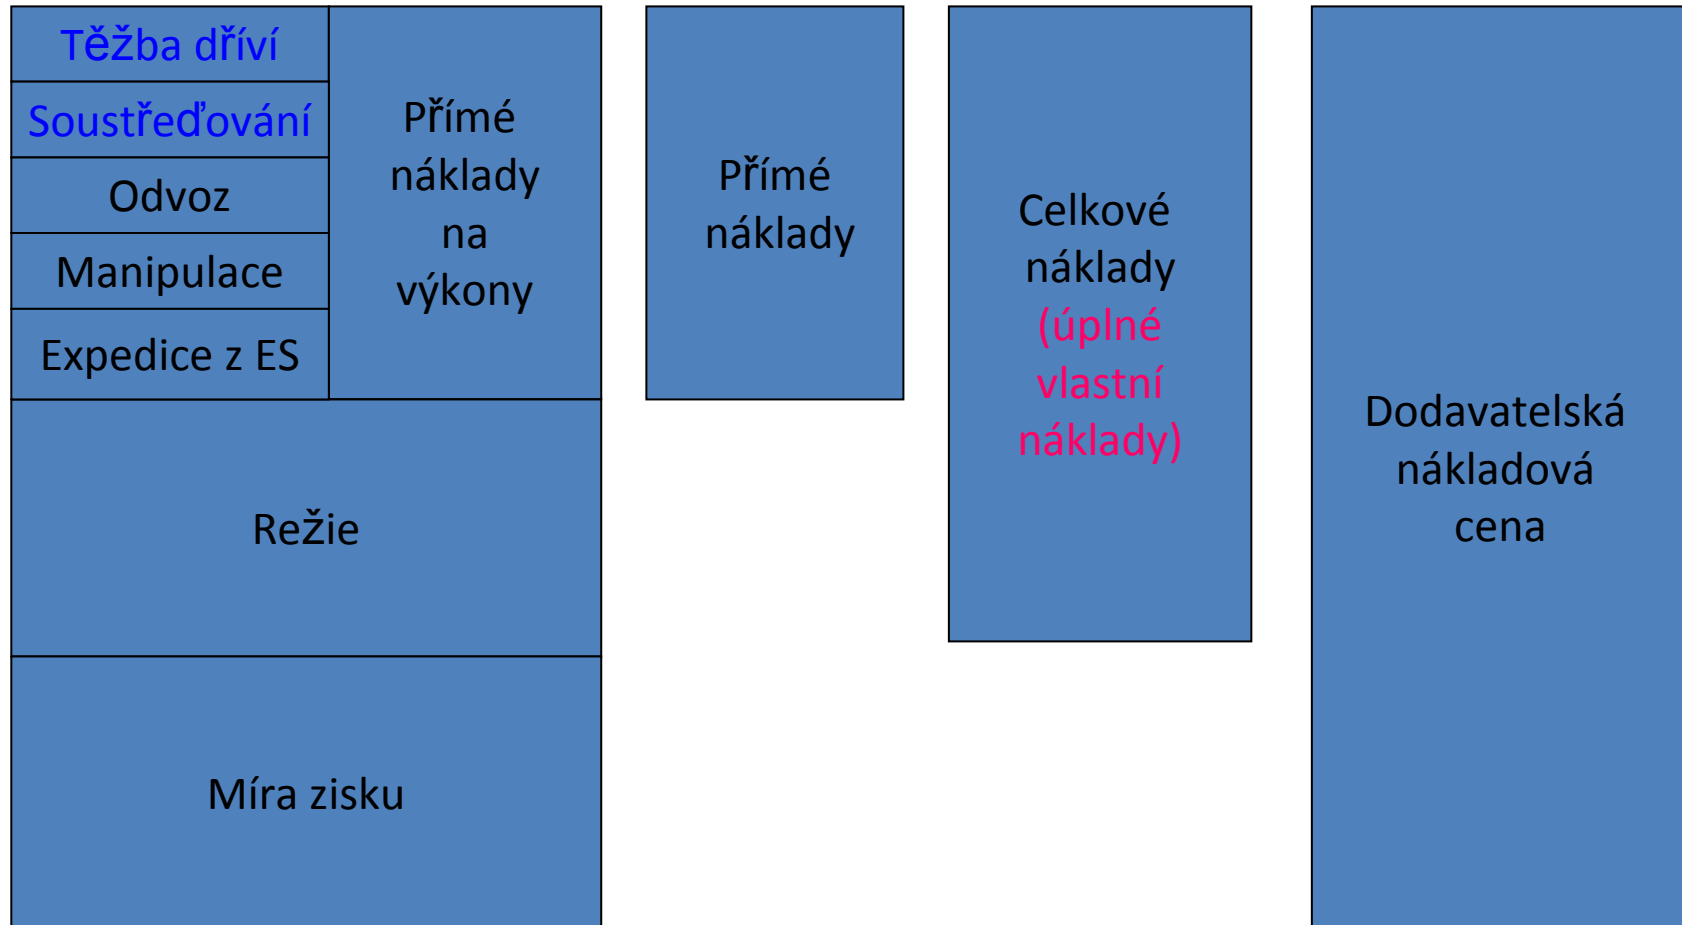 Těžba dříví
Soustřeďování
Odvoz
Manipulace
Expedice z ES
Přímé
náklady
na
výkony
Režie
Míra zisku
Přímé
náklady
Celkové
náklady
(úplné
vlastní
náklady)
Dodavatelská
nákladová
cena